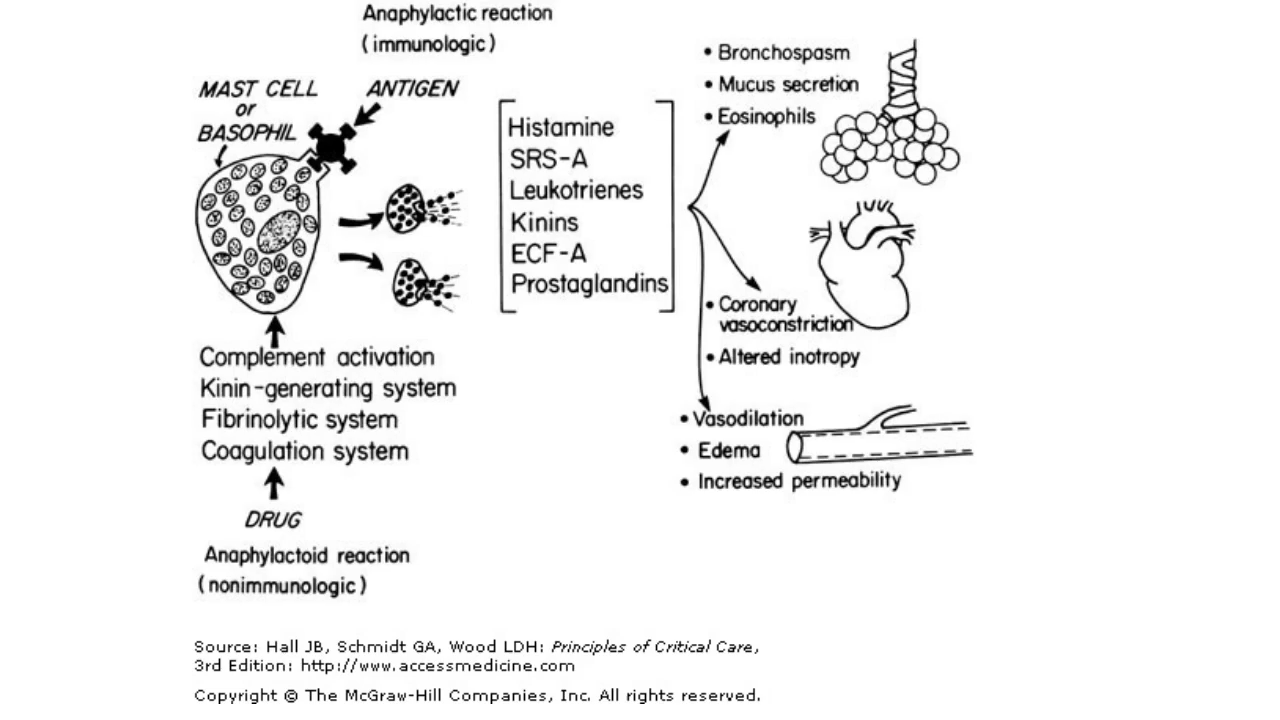 Anaphylactic reaction
(immunologic)
MAST CELL
or
BASOPHIL
ANTIGEN
Histamine
SRS-A
Leukotrienes
Kinins
ECF-A
Prostaglandins
• Bronchospasm
• Mucus secretion
• Eosinophils
• Coronary
vasoconstriction
• Altered inotropy
• Vasodilation
• Edema
• Increased permeability
Complement activation
Kinin-generating system
Fibrinolytic system
Coagulation system
DRUG
Anaphylactoid reaction
(nonimmunologic)
Source: Hall JB, Schmidt GA, Wood LDH: Principles of Critical Care,
3rd Edition: http://www.accessmedicine.com
Copyright © The McGraw-Hill Companies, Inc. All rights reserved.